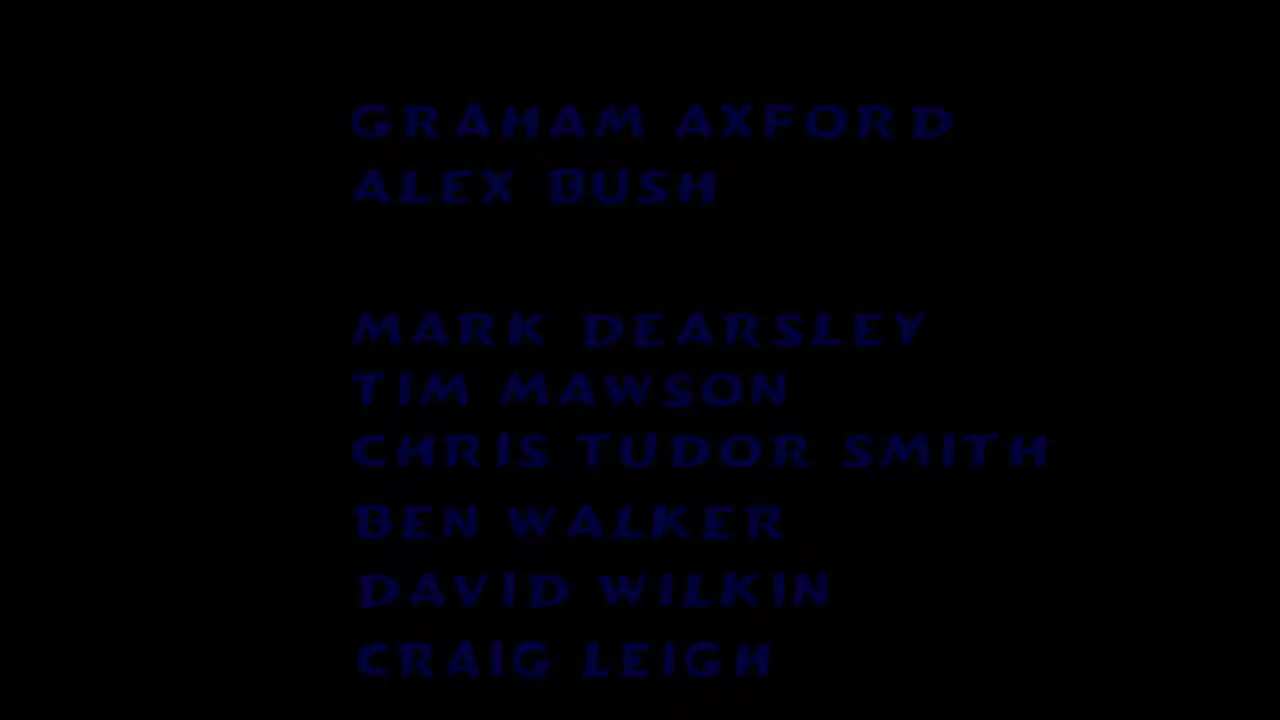 GRAHAM AXFORD
ALEX BUSH
MARK DEARSLEY
TIM MAWSON
CHRIS TUDOR SMITH
BEN WALKER
DAVID WILKIN
CRAIG LEIGH